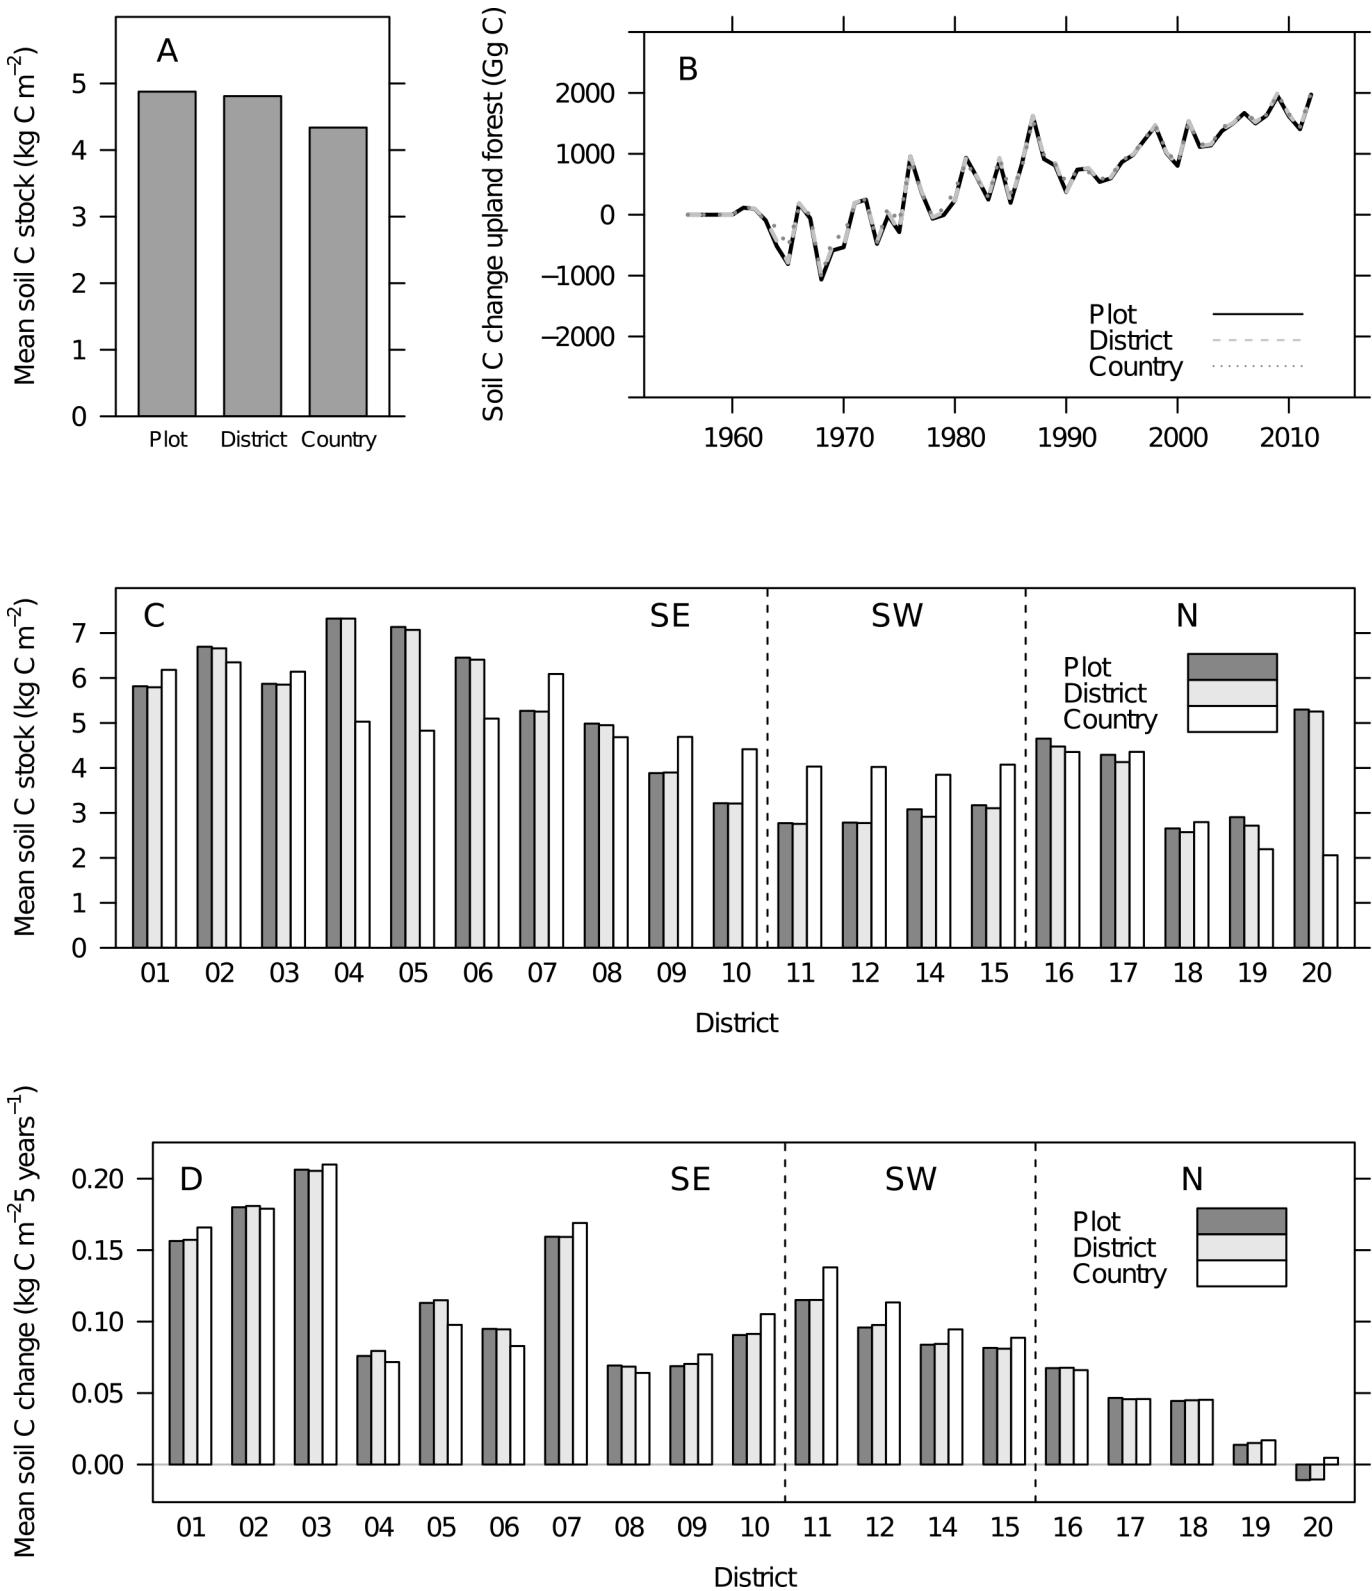 A
Mean soil C stock (kg C m−2)
5
4
3
2
1
0
Plot District Country
B
Soil C change upland forest (Gg C)
2000
1000
0
−1000
−2000
Plot
District
Country
1960 1970 1980 1990 2000 2010
C SE SW N
Mean soil C stock (kg C m−2)
7
6
5
4
3
2
1
0
Plot
District
Country
01 02 03 04 05 06 07 08 09 10 11 12 14 15 16 17 18 19 20
District
D SE SW N
Mean soil C change (kg C m−25 years−1)
0.20
0.15
0.10
0.05
0.00
Plot
District
Country
01 02 03 04 05 06 07 08 09 10 11 12 14 15 16 17 18 19 20
District